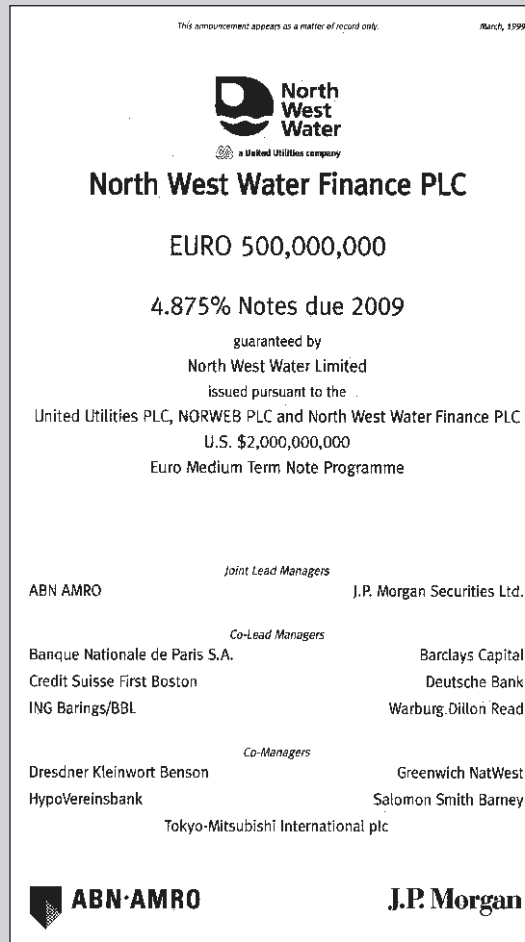 This announcement appears as a matter of record only. March, 1999
North
West
Water
a United Utilities company
North West Water Finance PLC
EURO 500,000,000
4.875% Notes due 2009
guaranteed by
North West Water Limited
issued pursuant to the
United Utilities PLC, NORWEB PLC and North West Water Finance PLC
U.S. $2,000,000,000
Euro Medium Term Note Programme
Joint Lead Managers
ABN AMRO J.P. Morgan Securities Ltd.
Co-Lead Managers
Banque Nationale de Paris S.A. Barclays Capital
Credit Suisse First Boston Deutsche Bank
ING Barings/BBL Warburg Dillon Read
Co-Managers
Dresdner Kleinwort Benson Greenwich NatWest
HypoVereinsbank Salomon Smith Barney
Tokyo-Mitsubishi International plc
ABN·AMRO J.P. Morgan